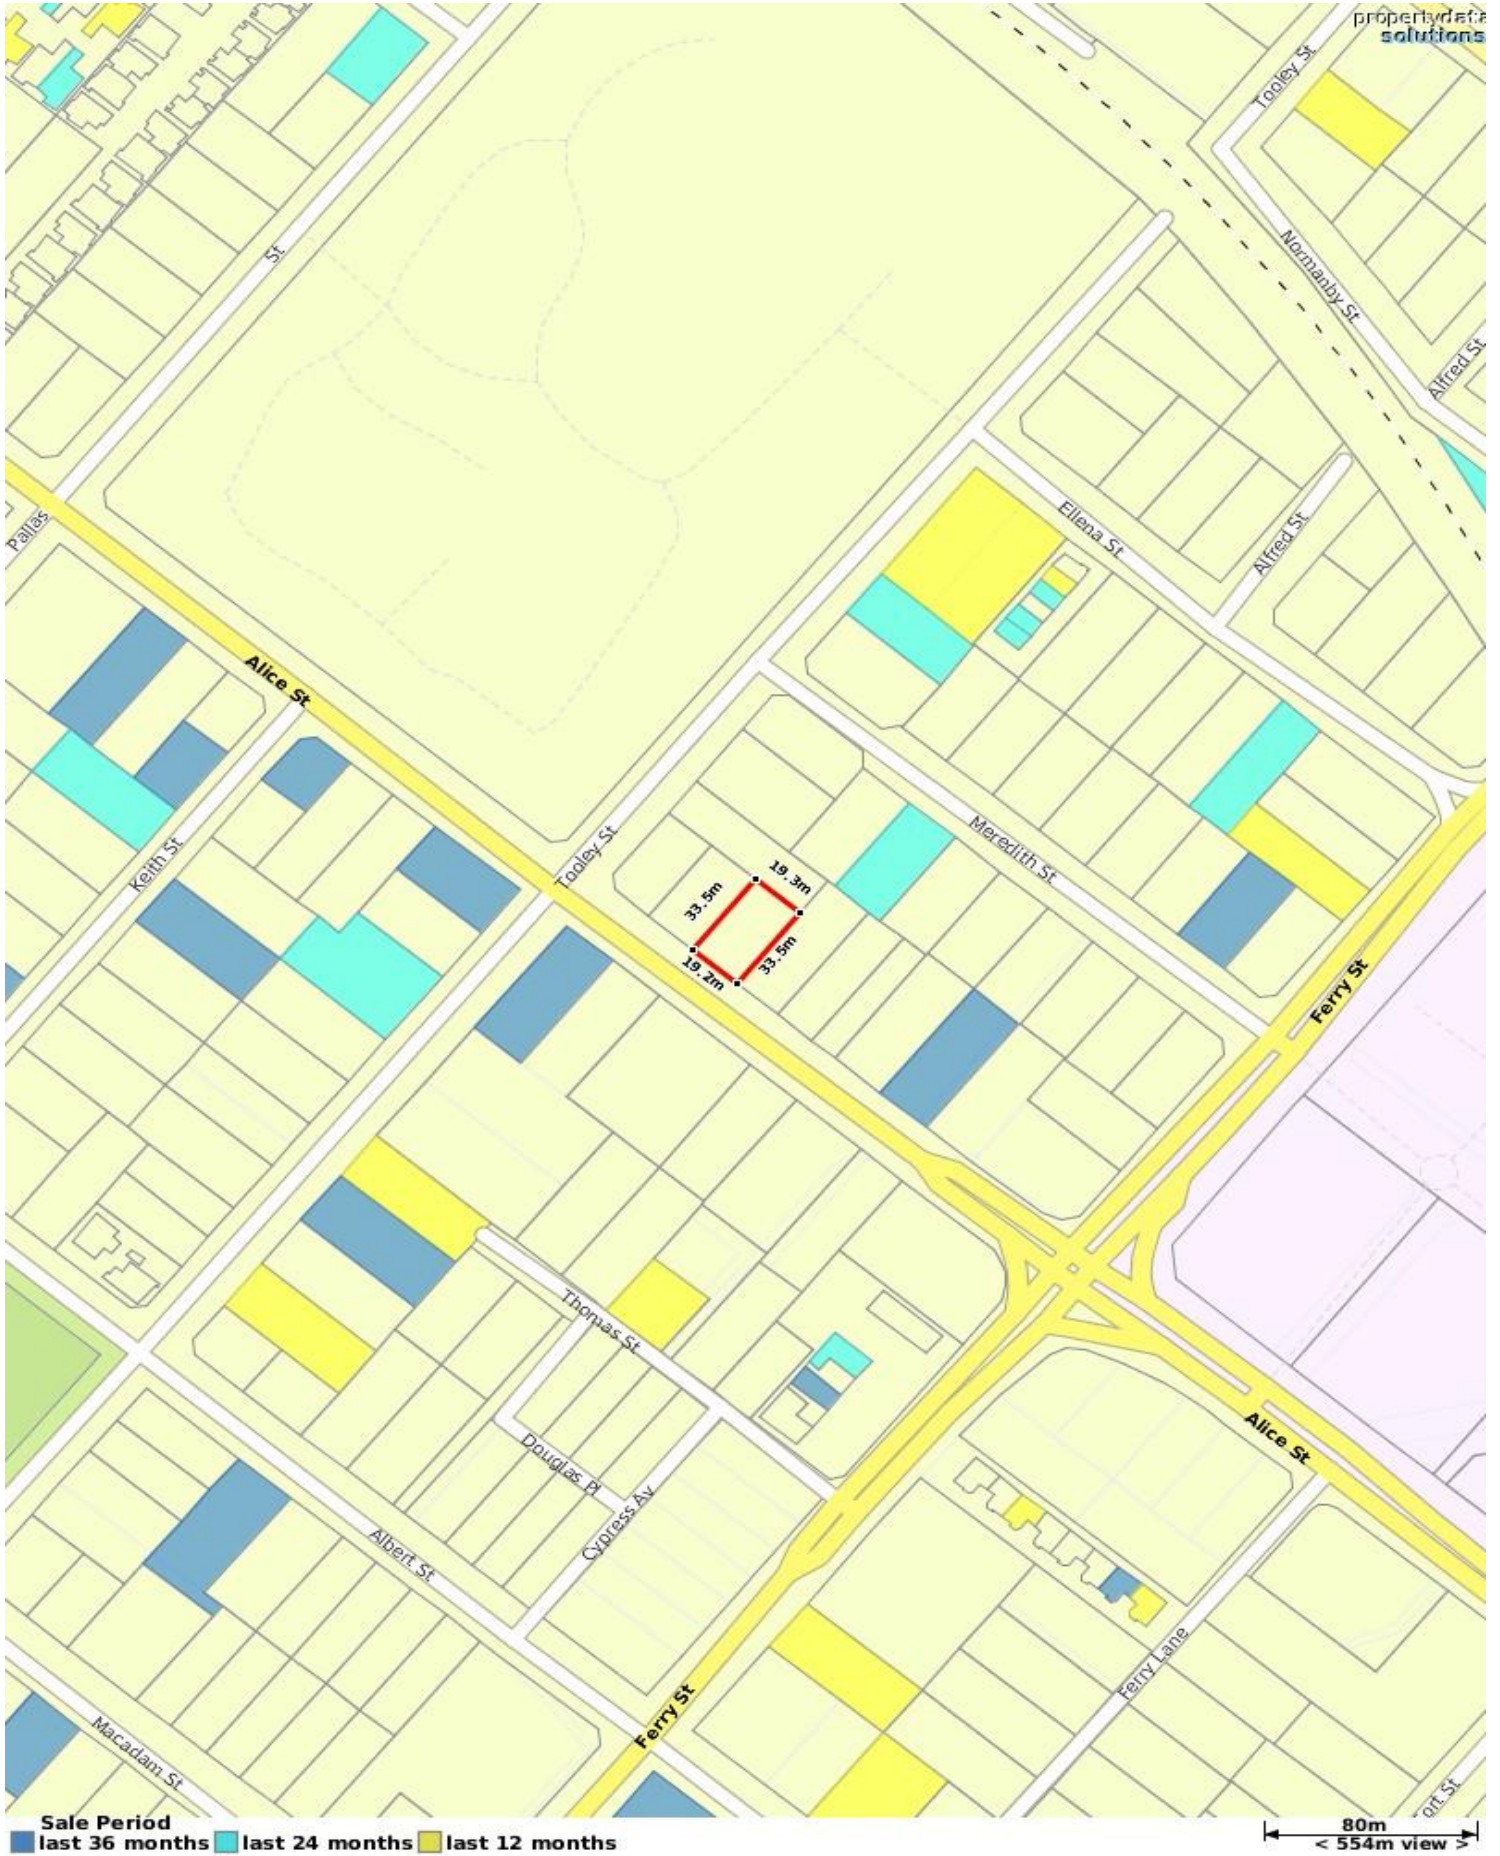 propertydata
solutions
Tooley St
St
Normanby St
Alfred St
Pallas
Ellena St
Alfred St
Alice St
Keith St
Tooley St
Meredith St
19.3m
33.5m
33.5m
19.2m
Ferry St
Thomas St
Alice St
Douglas Pl
Cypress Av
Albert St
Ferry Lane
Ferry St
Macadam St
ort St
Sale Period
last 36 months last 24 months last 12 months
80m
< 554m view >